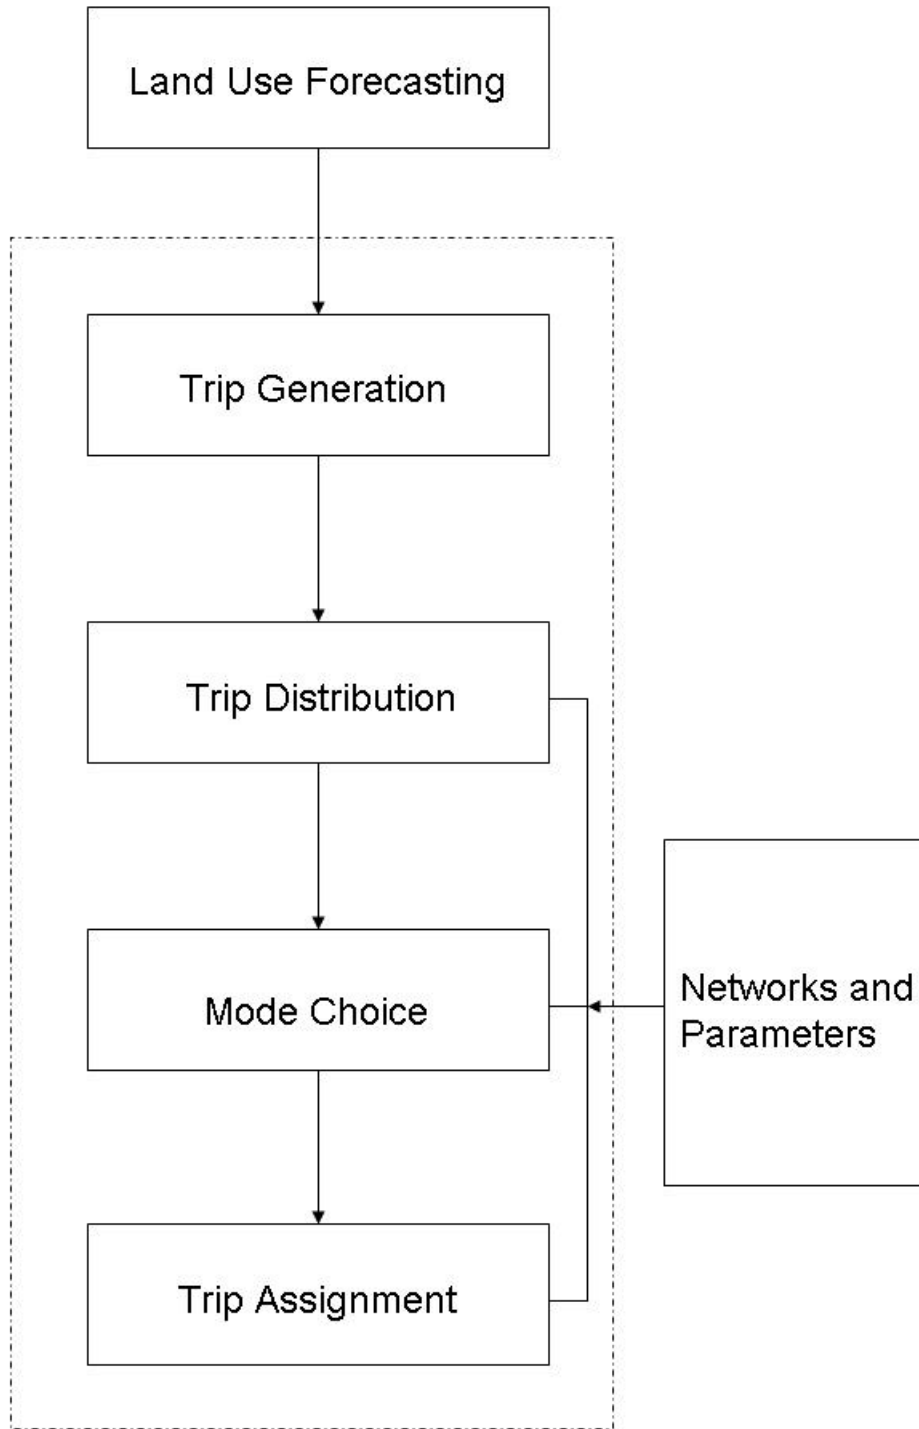 Land Use Forecasting
Trip Generation
Trip Distribution
Mode Choice
Networks and
Parameters
Trip Assignment